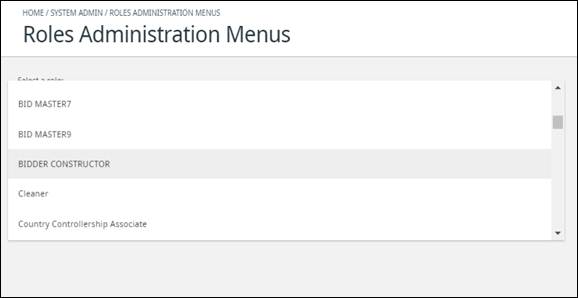 HOME / SYSTEM ADMIN / ROLES ADMINISTRATION MENUS
Roles Administration Menus
Select a role:
BID MASTER7
BID MASTER9
BIDDER CONSTRUCTOR
Cleaner
Country Controllership Associate